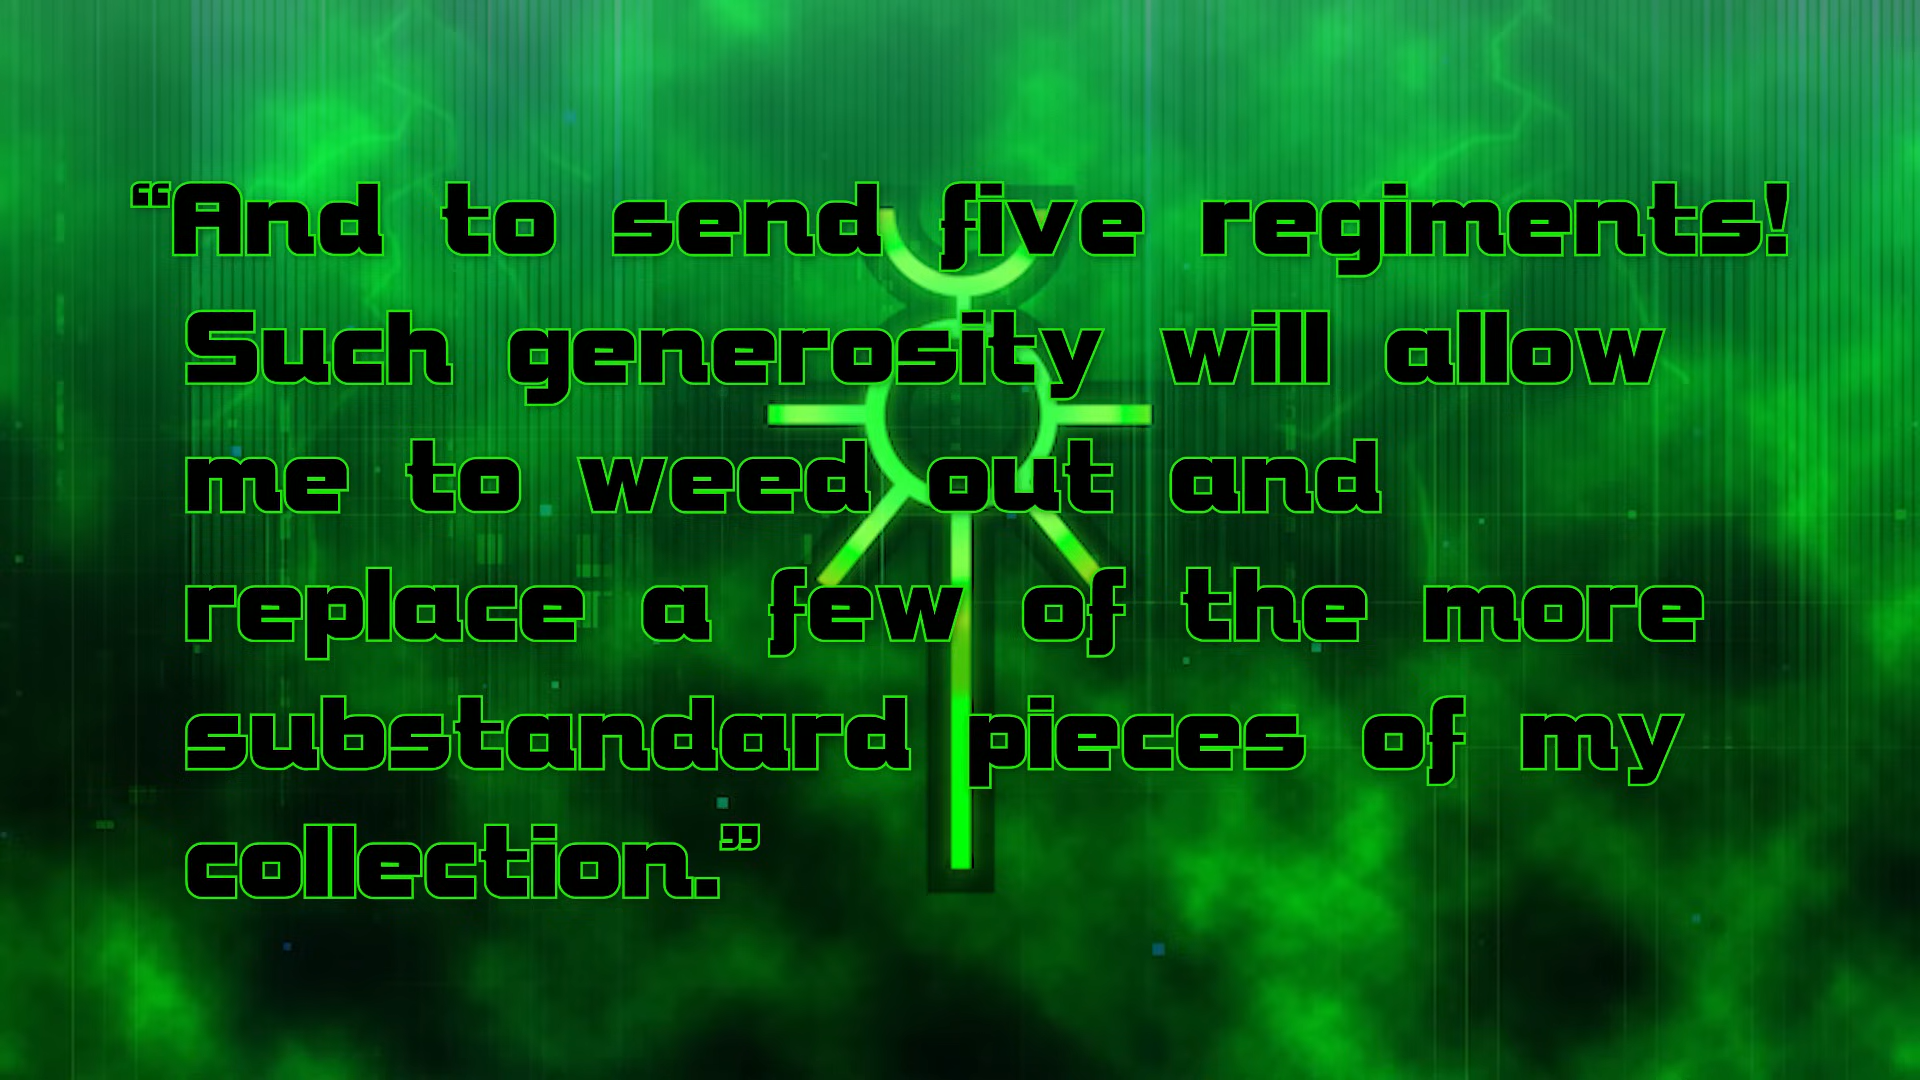 “And to send five regiments!
Such generosity will allow
me to weed out and
replace a few of the more
substandard pieces of my
collection.”